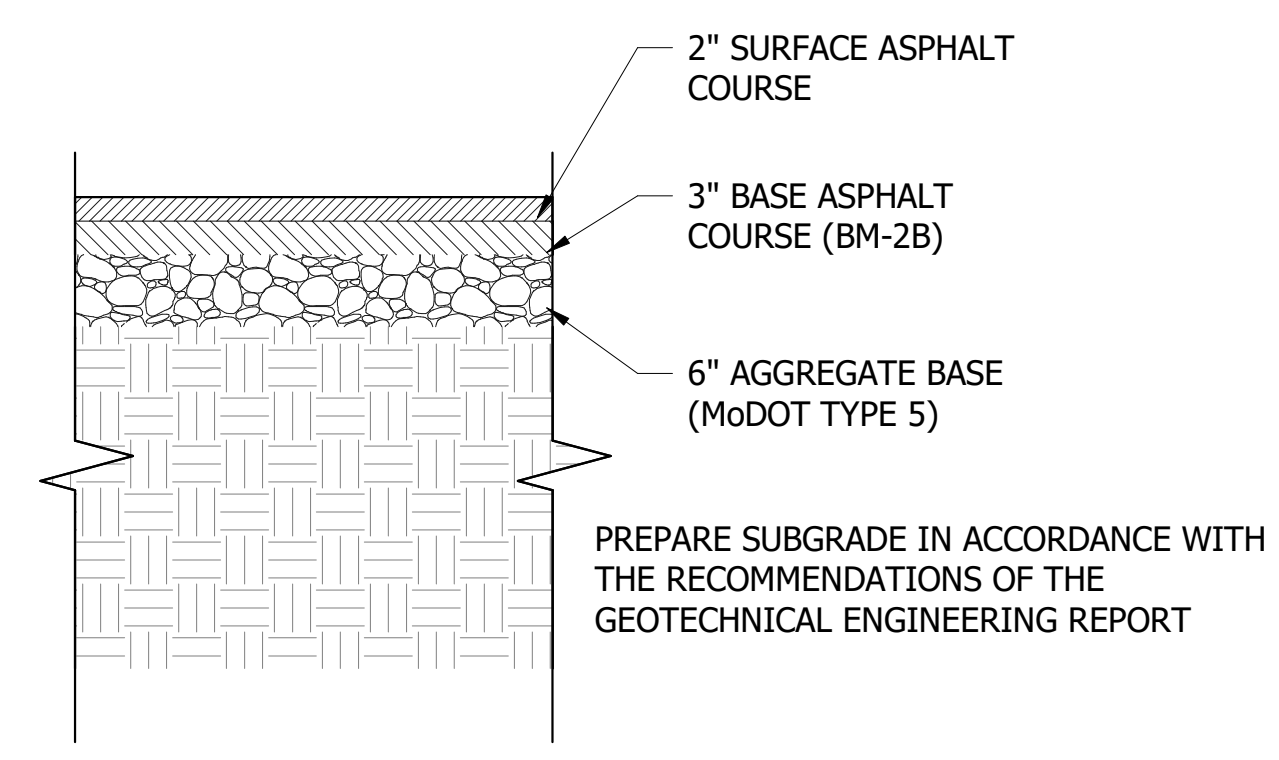 2" SURFACE ASPHALT
COURSE
3" BASE ASPHALT
COURSE (BM-2B)
6" AGGREGATE BASE
(MoDOT TYPE 5)
PREPARE SUBGRADE IN ACCORDANCE WITH
THE RECOMMENDATIONS OF THE
GEOTECHNICAL ENGINEERING REPORT